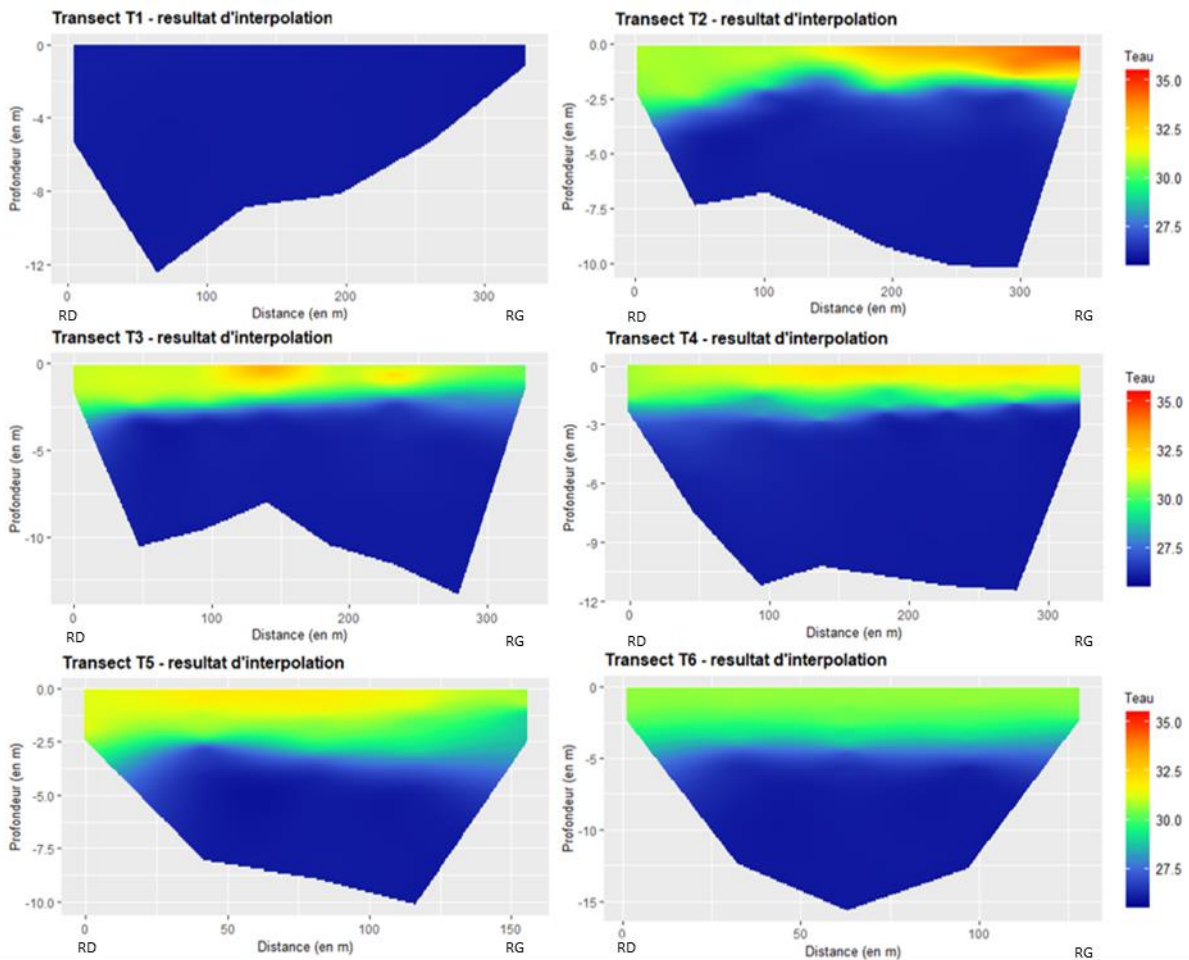 Transect T1 - resultat d'interpolation
Profondeur (en m)
0
-4
-8
-12
0 100 200 300
Distance (en m)
RD RG
Transect T2 - resultat d'interpolation
Profondeur (en m)
0.0
-2.5
-5.0
-7.5
-10.0
0 100 200 300
Distance (en m)
RD RG
Teau
35.0
32.5
30.0
27.5
Transect T3 - resultat d'interpolation
Profondeur (en m)
0
-5
-10
0 100 200 300
Distance (en m)
RD RG
Transect T4 - resultat d'interpolation
Profondeur (en m)
0
-3
-6
-9
-12
0 100 200 300
Distance (en m)
RD RG
Teau
35.0
32.5
30.0
27.5
Transect T5 - resultat d'interpolation
Profondeur (en m)
0.0
-2.5
-5.0
-7.5
-10.0
0 50 100 150
Distance (en m)
RD RG
Transect T6 - resultat d'interpolation
Profondeur (en m)
0
-5
-10
-15
0 50 100
Distance (en m)
RD RG
Teau
35.0
32.5
30.0
27.5